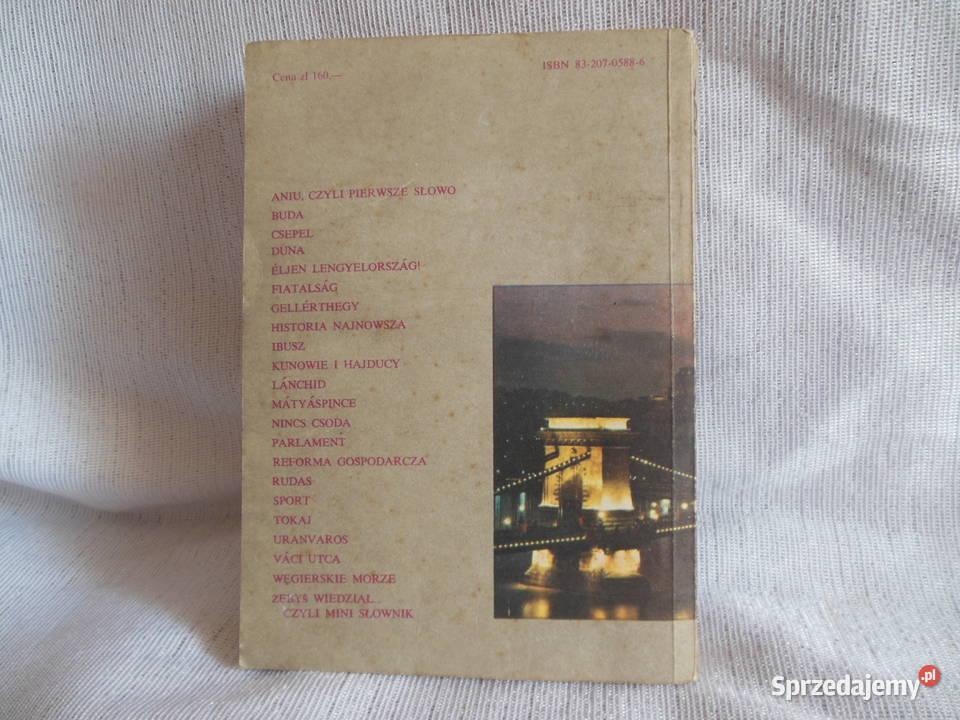 Cena zł 160,—
ISBN 83-207-0588-6
ANIU, CZYLI PIERWSZE SŁOWO
BUDA
CSEPEL
DUNA
ÉLJEN LENGYELORSZÁG!
FIATALSÁG
GELLÉRTHEGY
HISTORIA NAJNOWSZA
IBUSZ
KUNOWIE I HAJDUCY
LÁNCHID
MÁTYÁSPINCE
NINCS CSODA
PARLAMENT
REFORMA GOSPODARCZA
RUDAS
SPORT
TOKAJ
URANVAROS
VÁCI UTCA
WĘGIERSKIE MORZE
ŻEBYŚ WIEDZIAŁ...
CZYLI MINI SŁOWNIK
Sprzedajemy.pl